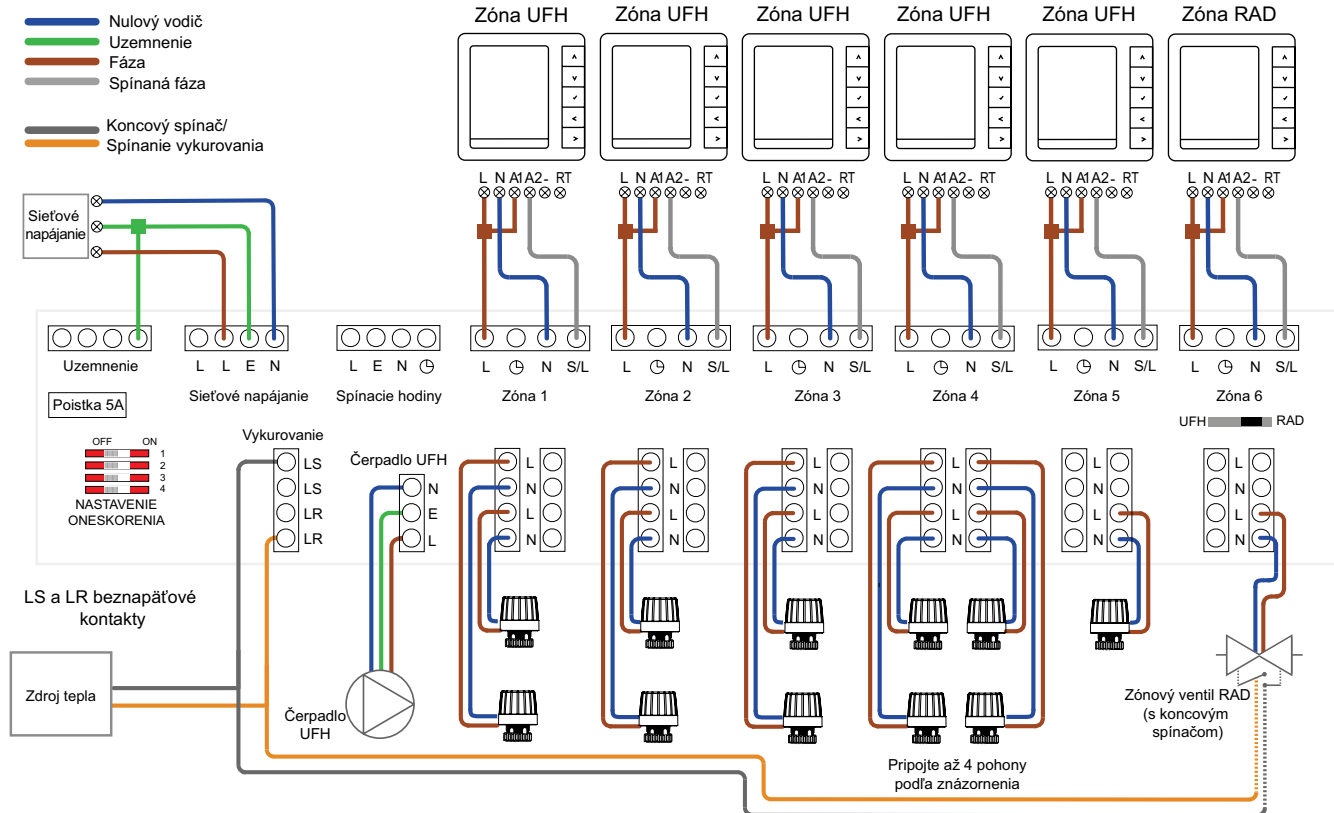 Nulový vodič
Uzemnenie
Fáza
Spínaná fáza
Koncový spínač/
Spínanie vykurovania
Zóna UFH
Zóna UFH
Zóna UFH
Zóna UFH
Zóna UFH
Zóna RAD
L N A1 A2 - RT
L N A1 A2 - RT
L N A1 A2 - RT
L N A1 A2 - RT
L N A1 A2 - RT
L N A1 A2 - RT
Sieťové
napájanie
Uzemnenie
L L E N
Sieťové napájanie
L E N
Spínacie hodiny
L N S/L
Zóna 1
L N S/L
Zóna 2
L N S/L
Zóna 3
L N S/L
Zóna 4
L N S/L
Zóna 5
L N S/L
Zóna 6
UFH RAD
Poistka 5A
OFF ON
1
2
3
4
NASTAVENIE
ONESKORENIA
Vykurovanie
LS
LS
LR
LR
Čerpadlo UFH
N
E
L
L
N
L
N
L
N
L
N
L
N
L
N
L
N
L
N
L
N
L
N
L
N
L
N
LS a LR beznapäťové
kontakty
Zdroj tepla
Čerpadlo
UFH
Pripojte až 4 pohony
podľa znázornenia
Zónový ventil RAD
(s koncovým
spínačom)